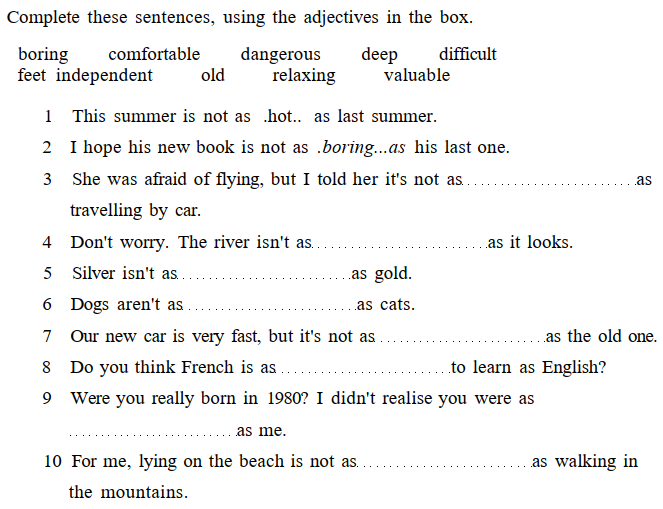 Complete these sentences, using the adjectives in the box.
boring comfortable dangerous deep difficult
feet independent old relaxing valuable
1 This summer is not as .hot.. as last summer.
2 I hope his new book is not as .boring...as his last one.
3 She was afraid of flying, but I told her it's not as..........................as
travelling by car.
4 Don't worry. The river isn't as..........................as it looks.
5 Silver isn't as..........................as gold.
6 Dogs aren't as..........................as cats.
7 Our new car is very fast, but it's not as..........................as the old one.
8 Do you think French is as..........................to learn as English?
9 Were you really born in 1980? I didn't realise you were as
..........................as me.
10 For me, lying on the beach is not as..........................as walking in
the mountains.